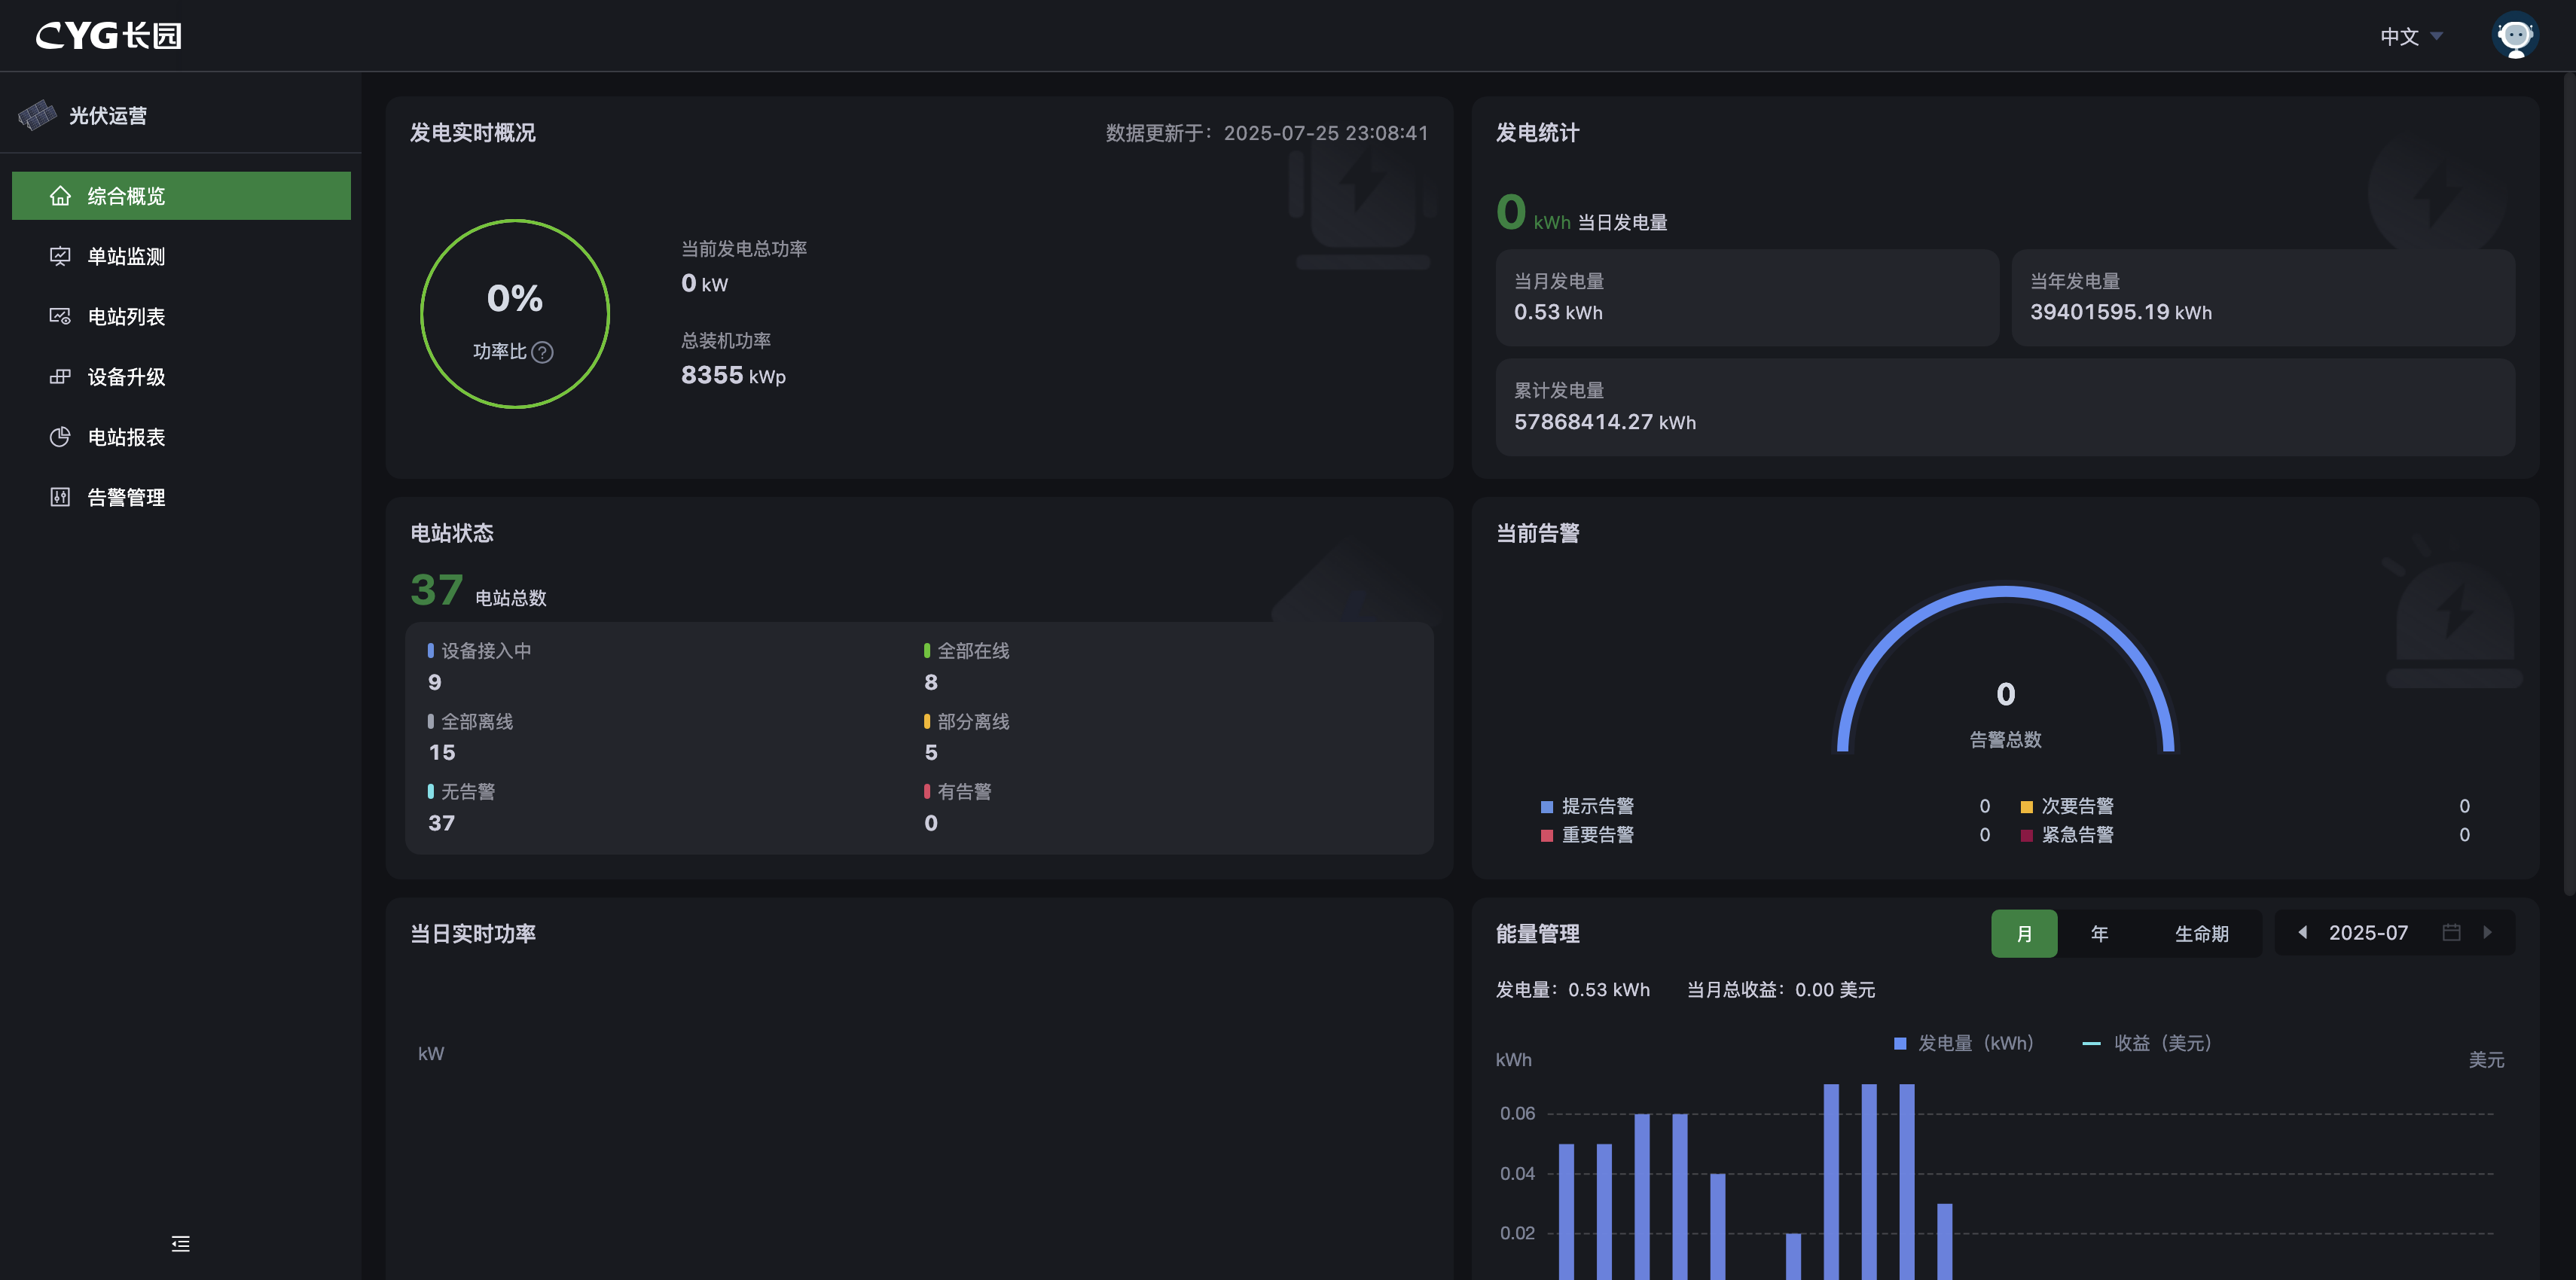 CYG长园
中文
光伏运营
综合概览
单站监测
电站列表
设备升级
电站报表
告警管理
发电实时概况
数据更新于：2025-07-25 23:08:41
0%
功率比?
当前发电总功率
0 kW
总装机功率
8355 kWp
发电统计
0 kWh 当日发电量
当月发电量
0.53 kWh
当年发电量
39401595.19 kWh
累计发电量
57868414.27 kWh
电站状态
37 电站总数
设备接入中
9
全部在线
8
全部离线
15
部分离线
5
无告警
37
有告警
0
当前告警
0
告警总数
提示告警 0
次要告警 0
重要告警 0
紧急告警 0
当日实时功率
kW
能量管理
月 年 生命期
2025-07
发电量：0.53 kWh 当月总收益：0.00 美元
发电量（kWh） 收益（美元）
kWh
美元
0.06
0.04
0.02